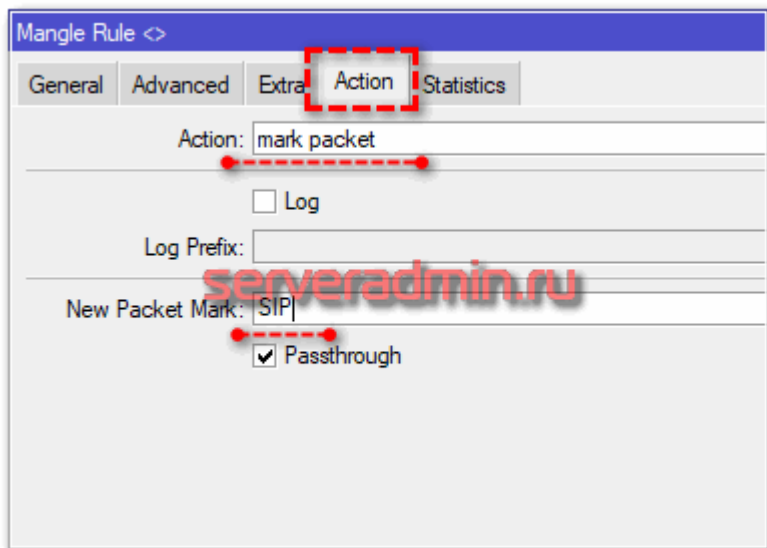 Mangle Rule <>
General Advanced Extra Action Statistics
Action: mark packet
Log
Log Prefix:
serveradmin.ru
New Packet Mark: SIP
Passthrough